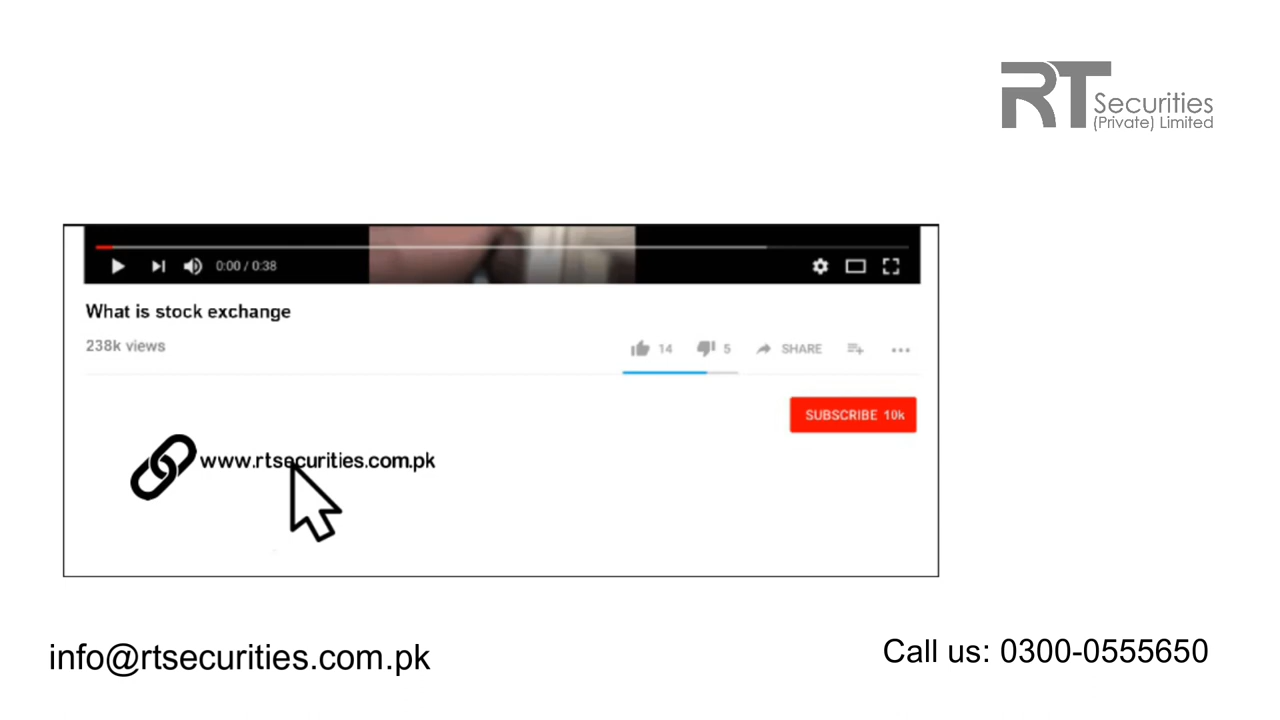 RT Securities
(Private) Limited
0:00 / 0:38
What is stock exchange
238k views
14 5 SHARE
SUBSCRIBE 10k
www.rtsecurities.com.pk
info@rtsecurities.com.pk
Call us: 0300-0555650